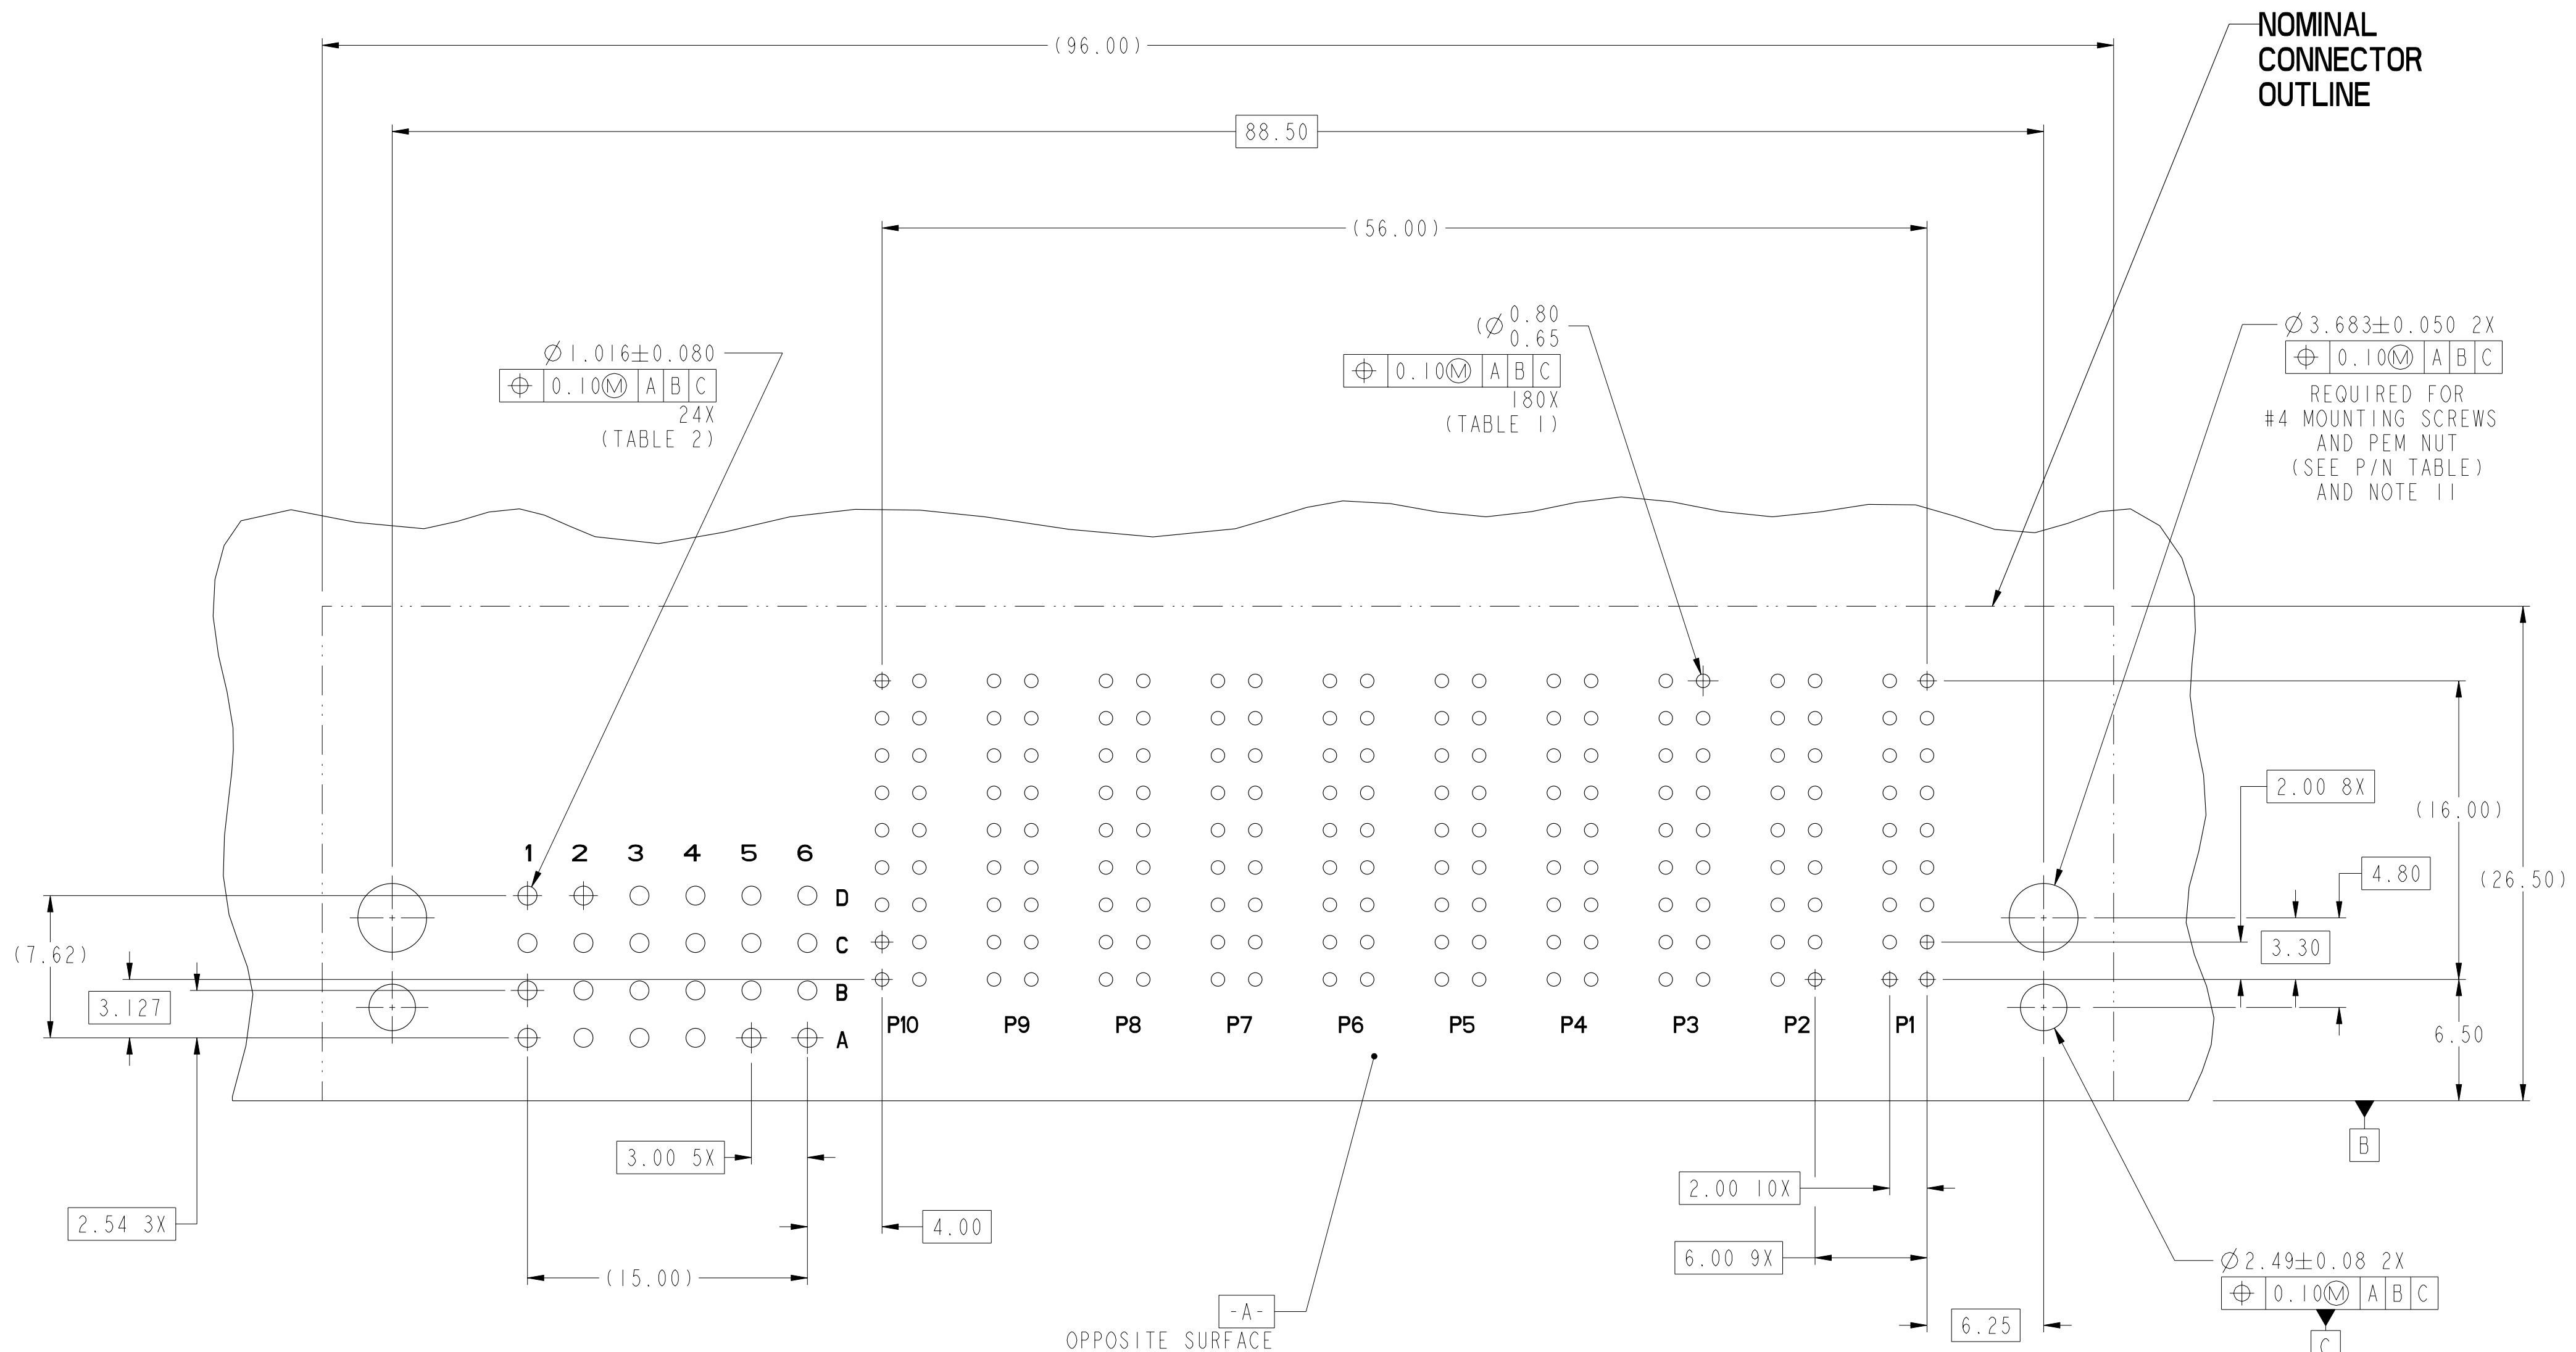 NOMINAL
CONNECTOR
OUTLINE
(96.00)
88.50
(56.00)
Ø1.016±0.080
⌖ 0.10Ⓜ A B C
24X
(TABLE 2)
(Ø 0.80
0.65
⌖ 0.10Ⓜ A B C
180X
(TABLE 1)
Ø3.683±0.050 2X
⌖ 0.10Ⓜ A B C
REQUIRED FOR
#4 MOUNTING SCREWS
AND PEM NUT
(SEE P/N TABLE)
AND NOTE 11
2.00 8X
(16.00)
4.80
(26.50)
3.30
6.50
1 2 3 4 5 6
D
C
B
A
(7.62)
3.127
P10 P9 P8 P7 P6 P5 P4 P3 P2 P1
B
3.00 5X
2.00 10X
2.54 3X
4.00
6.00 9X
(15.00)
Ø2.49±0.08 2X
⌖ 0.10Ⓜ A B C
-A-
6.25
OPPOSITE SURFACE
C